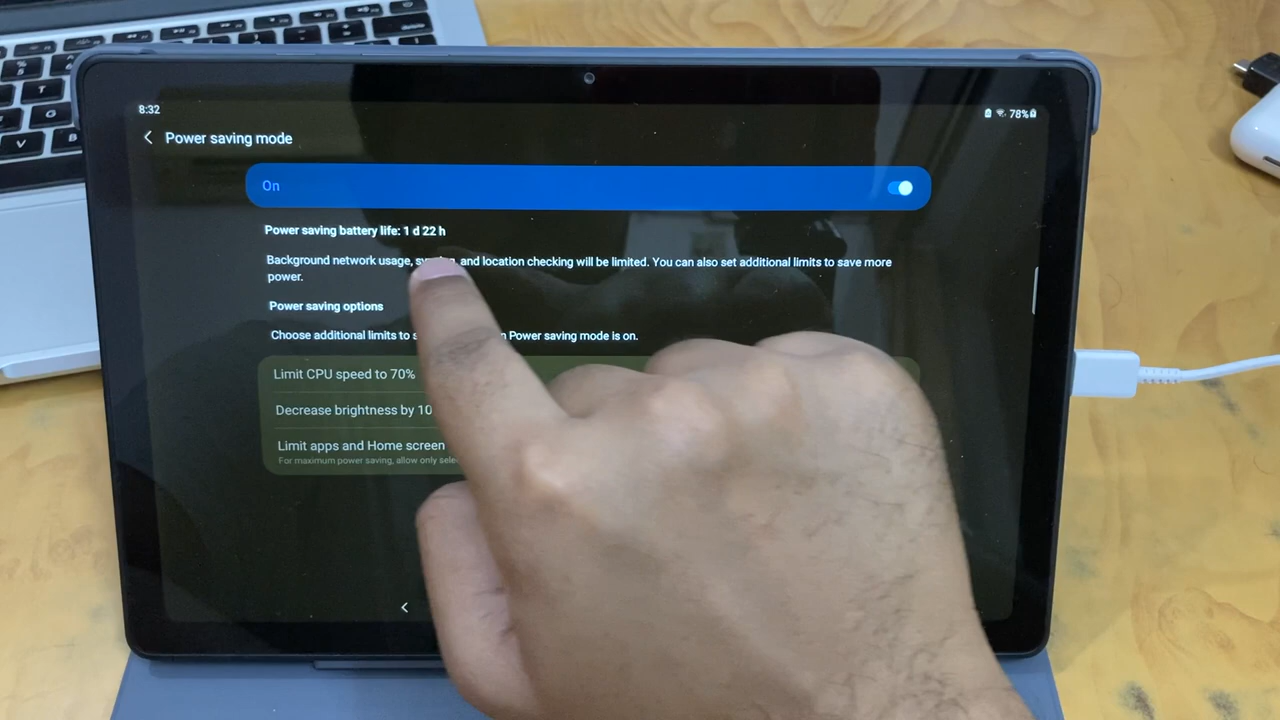 8:32
78%
Power saving mode
On
Power saving battery life: 1 d 22 h
Background network usage, and location checking will be limited. You can also set additional limits to save more
power.
Power saving options
Choose additional limits to Power saving mode is on.
Limit CPU speed to 70%
Decrease brightness by 10
Limit apps and Home screen
For maximum power saving, allow only
T
V
B